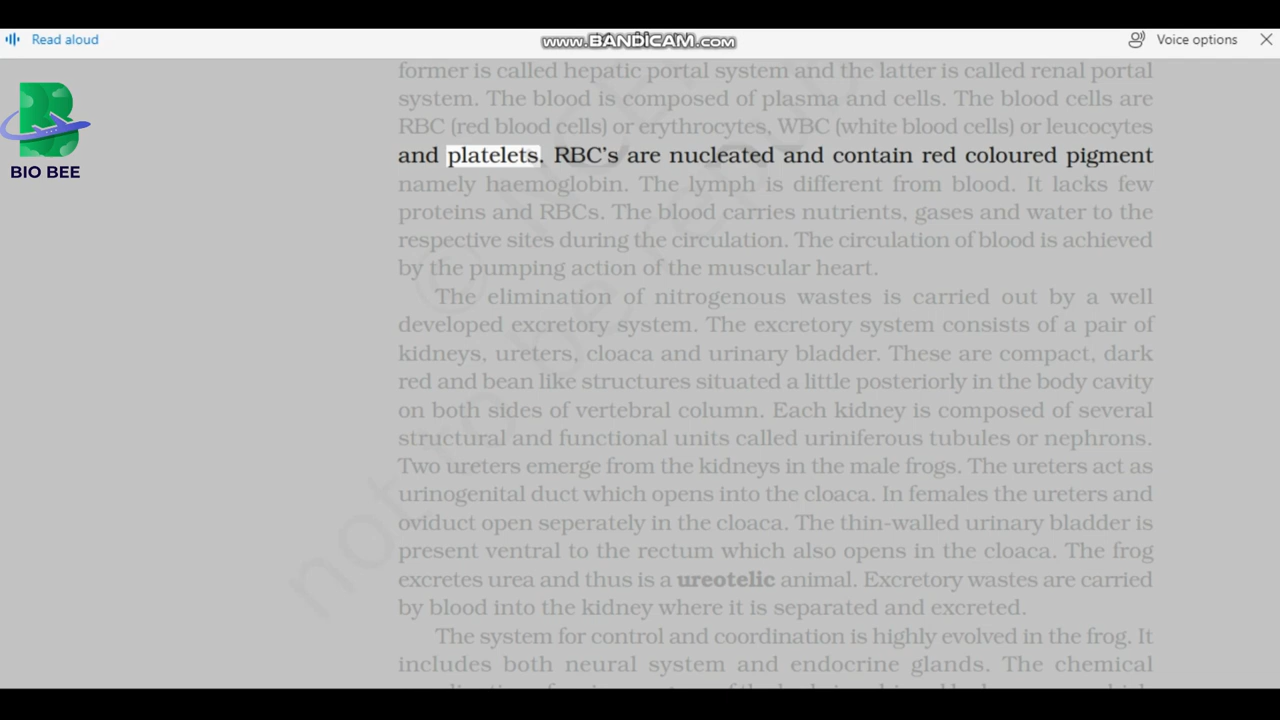 Read aloud
www.BANDICAM.com
Voice options
BIO BEE
former is called hepatic portal system and the latter is called renal portal
system. The blood is composed of plasma and cells. The blood cells are
RBC (red blood cells) or erythrocytes, WBC (white blood cells) or leucocytes
and platelets. RBC's are nucleated and contain red coloured pigment
namely haemoglobin. The lymph is different from blood. It lacks few
proteins and RBCs. The blood carries nutrients, gases and water to the
respective sites during the circulation. The circulation of blood is achieved
by the pumping action of the muscular heart.
The elimination of nitrogenous wastes is carried out by a well
developed excretory system. The excretory system consists of a pair of
kidneys, ureters, cloaca and urinary bladder. These are compact, dark
red and bean like structures situated a little posteriorly in the body cavity
on both sides of vertebral column. Each kidney is composed of several
structural and functional units called uriniferous tubules or nephrons.
Two ureters emerge from the kidneys in the male frogs. The ureters act as
urinogenital duct which opens into the cloaca. In females the ureters and
oviduct open seperately in the cloaca. The thin-walled urinary bladder is
present ventral to the rectum which also opens in the cloaca. The frog
excretes urea and thus is a ureotelic animal. Excretory wastes are carried
by blood into the kidney where it is separated and excreted.
The system for control and coordination is highly evolved in the frog. It
includes both neural system and endocrine glands. The chemical